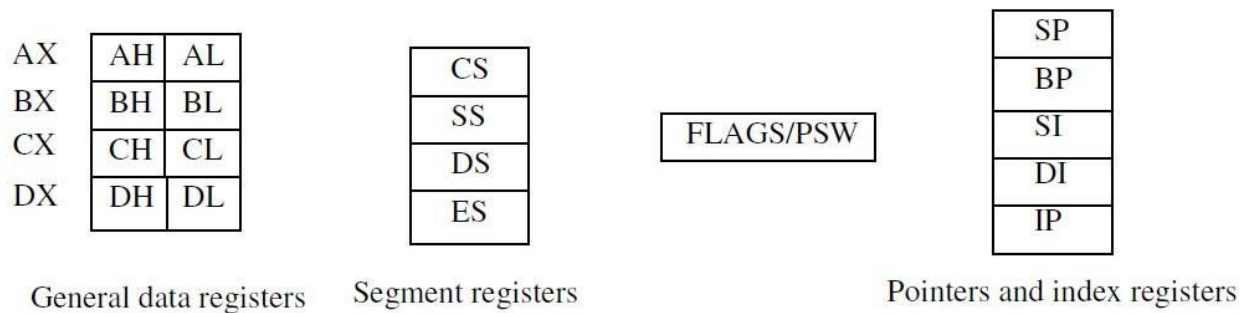 AX AH AL
BX BH BL
CX CH CL
DX DH DL
General data registers
CS
SS
DS
ES
Segment registers
FLAGS/PSW
SP
BP
SI
DI
IP
Pointers and index registers